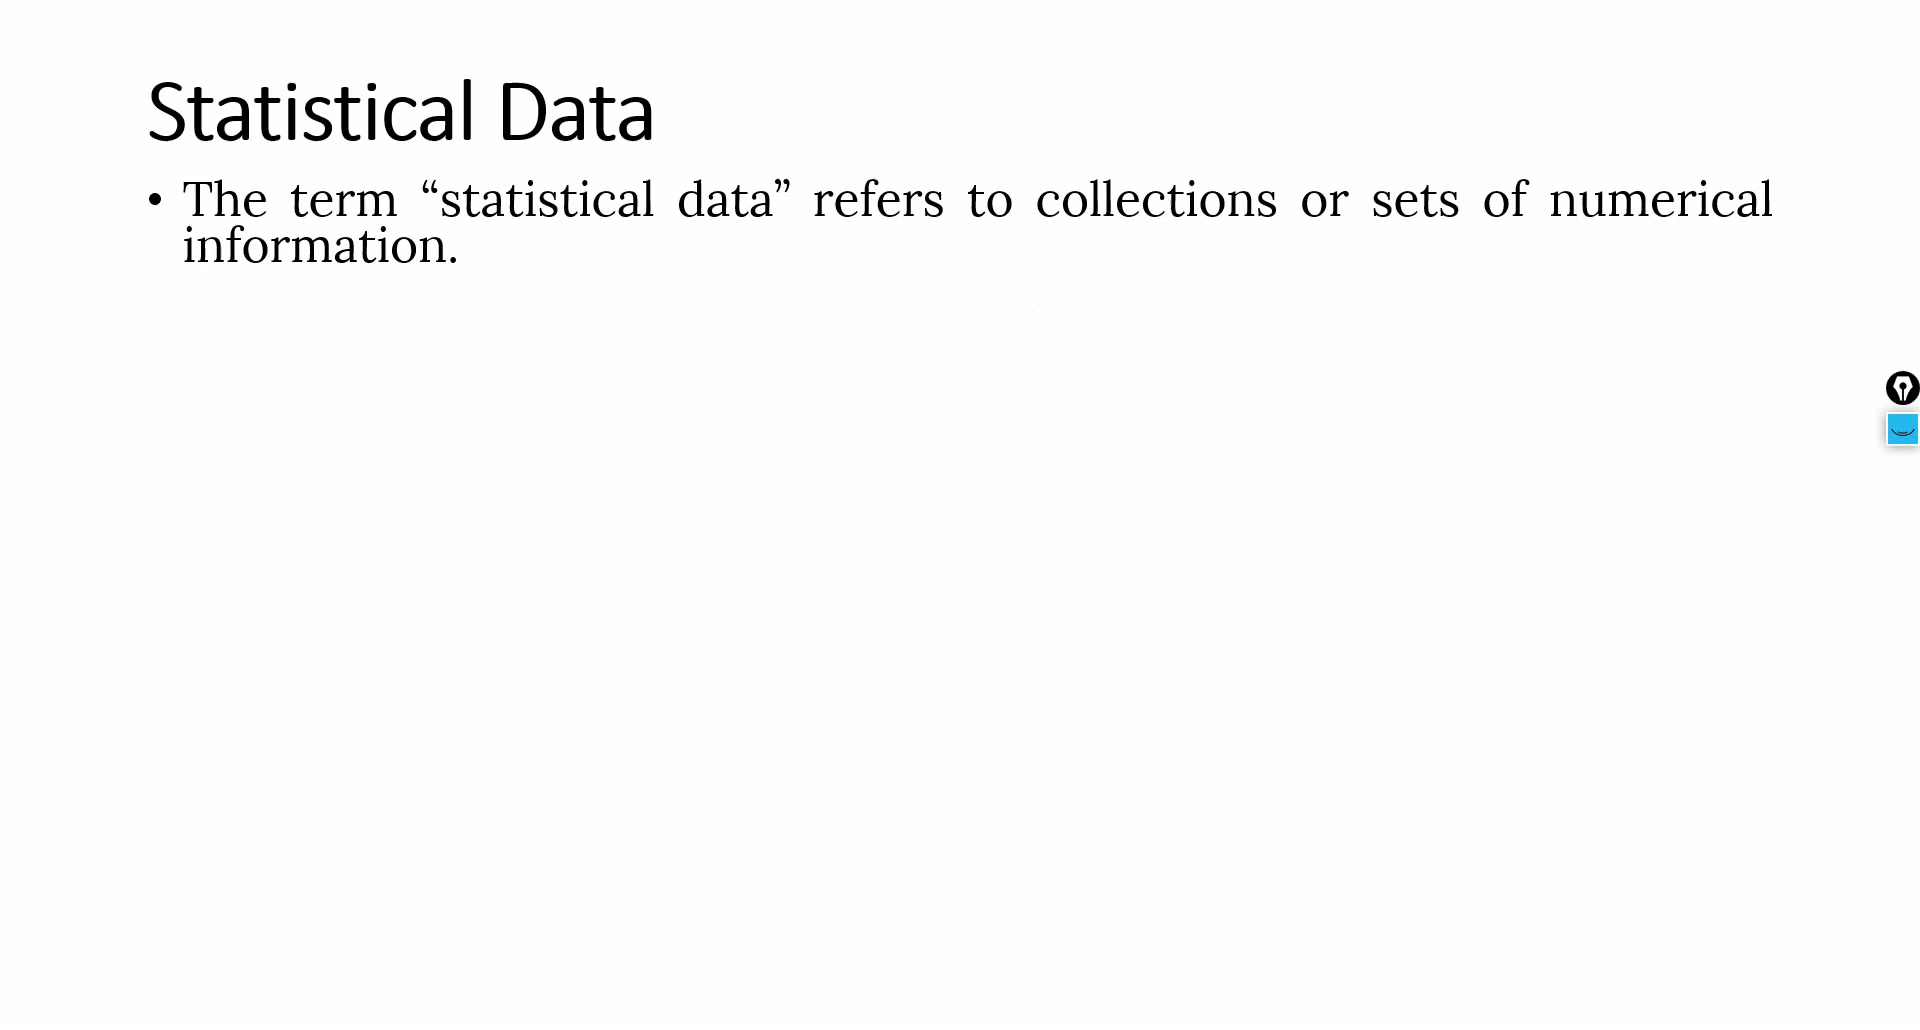 Statistical Data
• The term “statistical data” refers to collections or sets of numerical
information.